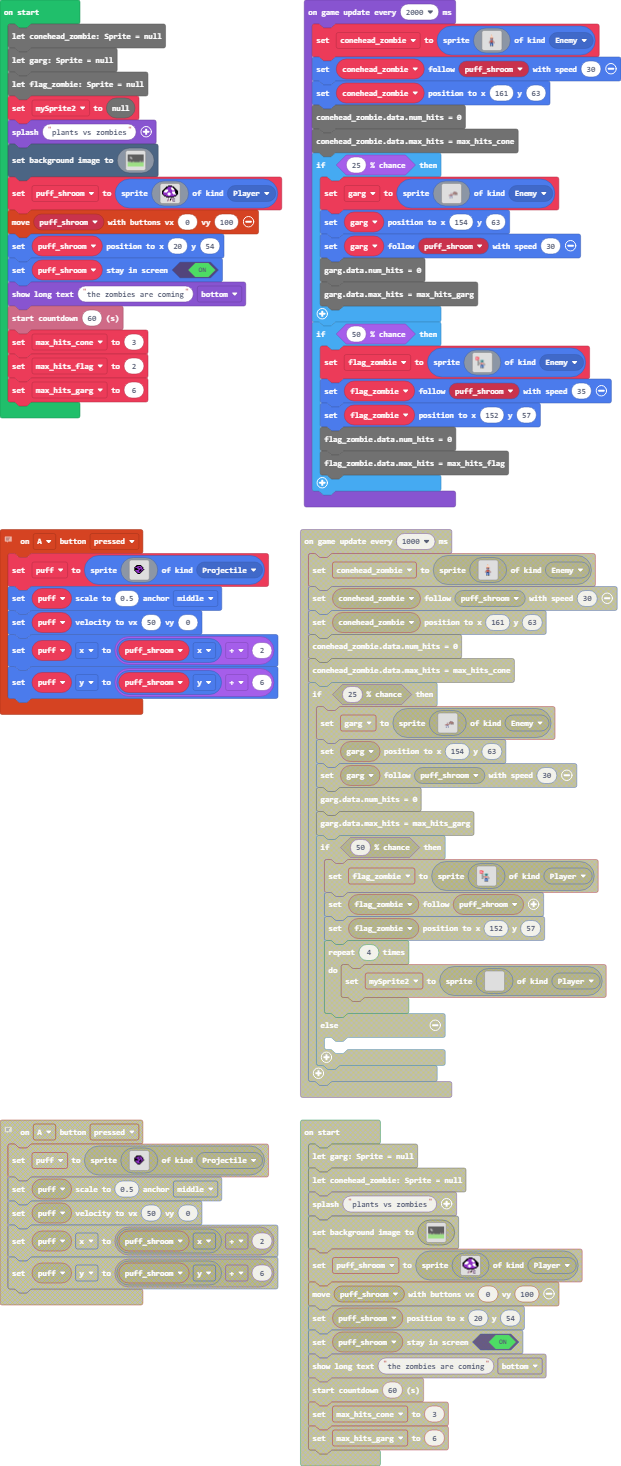 on start
let conehead_zombie: Sprite = null
let garg: Sprite = null
let flag_zombie: Sprite = null
set mySprite2 to null
splash "plants vs zombies"
set background image to
set puff_shroom to sprite of kind Player
move puff_shroom with buttons vx 0 vy 100
set puff_shroom position to x 20 y 54
set puff_shroom stay in screen ON
show long text "the zombies are coming" bottom
start countdown 60 (s)
set max_hits_cone to 3
set max_hits_flag to 2
set max_hits_garg to 6
on game update every 2000 ms
set conehead_zombie to sprite of kind Enemy
set conehead_zombie follow puff_shroom with speed 30
set conehead_zombie position to x 161 y 63
conehead_zombie.data.num_hits = 0
conehead_zombie.data.max_hits = max_hits_cone
if 25 % chance then
set garg to sprite of kind Enemy
set garg position to x 154 y 63
set garg follow puff_shroom with speed 30
garg.data.num_hits = 0
garg.data.max_hits = max_hits_garg
if 50 % chance then
set flag_zombie to sprite of kind Enemy
set flag_zombie follow puff_shroom with speed 35
set flag_zombie position to x 152 y 57
flag_zombie.data.num_hits = 0
flag_zombie.data.max_hits = max_hits_flag
on A button pressed
set puff to sprite of kind Projectile
set puff scale to 0.5 anchor middle
set puff velocity to vx 50 vy 0
set puff x to puff_shroom x + 2
set puff y to puff_shroom y + 6
on game update every 1000 ms
set conehead_zombie to sprite of kind Enemy
set conehead_zombie follow puff_shroom with speed 30
set conehead_zombie position to x 161 y 63
conehead_zombie.data.num_hits = 0
conehead_zombie.data.max_hits = max_hits_cone
if 25 % chance then
set garg to sprite of kind Enemy
set garg position to x 154 y 63
set garg follow puff_shroom with speed 30
garg.data.num_hits = 0
garg.data.max_hits = max_hits_garg
if 50 % chance then
set flag_zombie to sprite of kind Player
set flag_zombie follow puff_shroom
set flag_zombie position to x 152 y 57
repeat 4 times
do set mySprite2 to sprite of kind Player
else
on A button pressed
set puff to sprite of kind Projectile
set puff scale to 0.5 anchor middle
set puff velocity to vx 50 vy 0
set puff x to puff_shroom x + 2
set puff y to puff_shroom y + 6
on start
let garg: Sprite = null
let conehead_zombie: Sprite = null
splash "plants vs zombies"
set background image to
set puff_shroom to sprite of kind Player
move puff_shroom with buttons vx 0 vy 100
set puff_shroom position to x 20 y 54
set puff_shroom stay in screen ON
show long text "the zombies are coming" bottom
start countdown 60 (s)
set max_hits_cone to 3
set max_hits_garg to 6